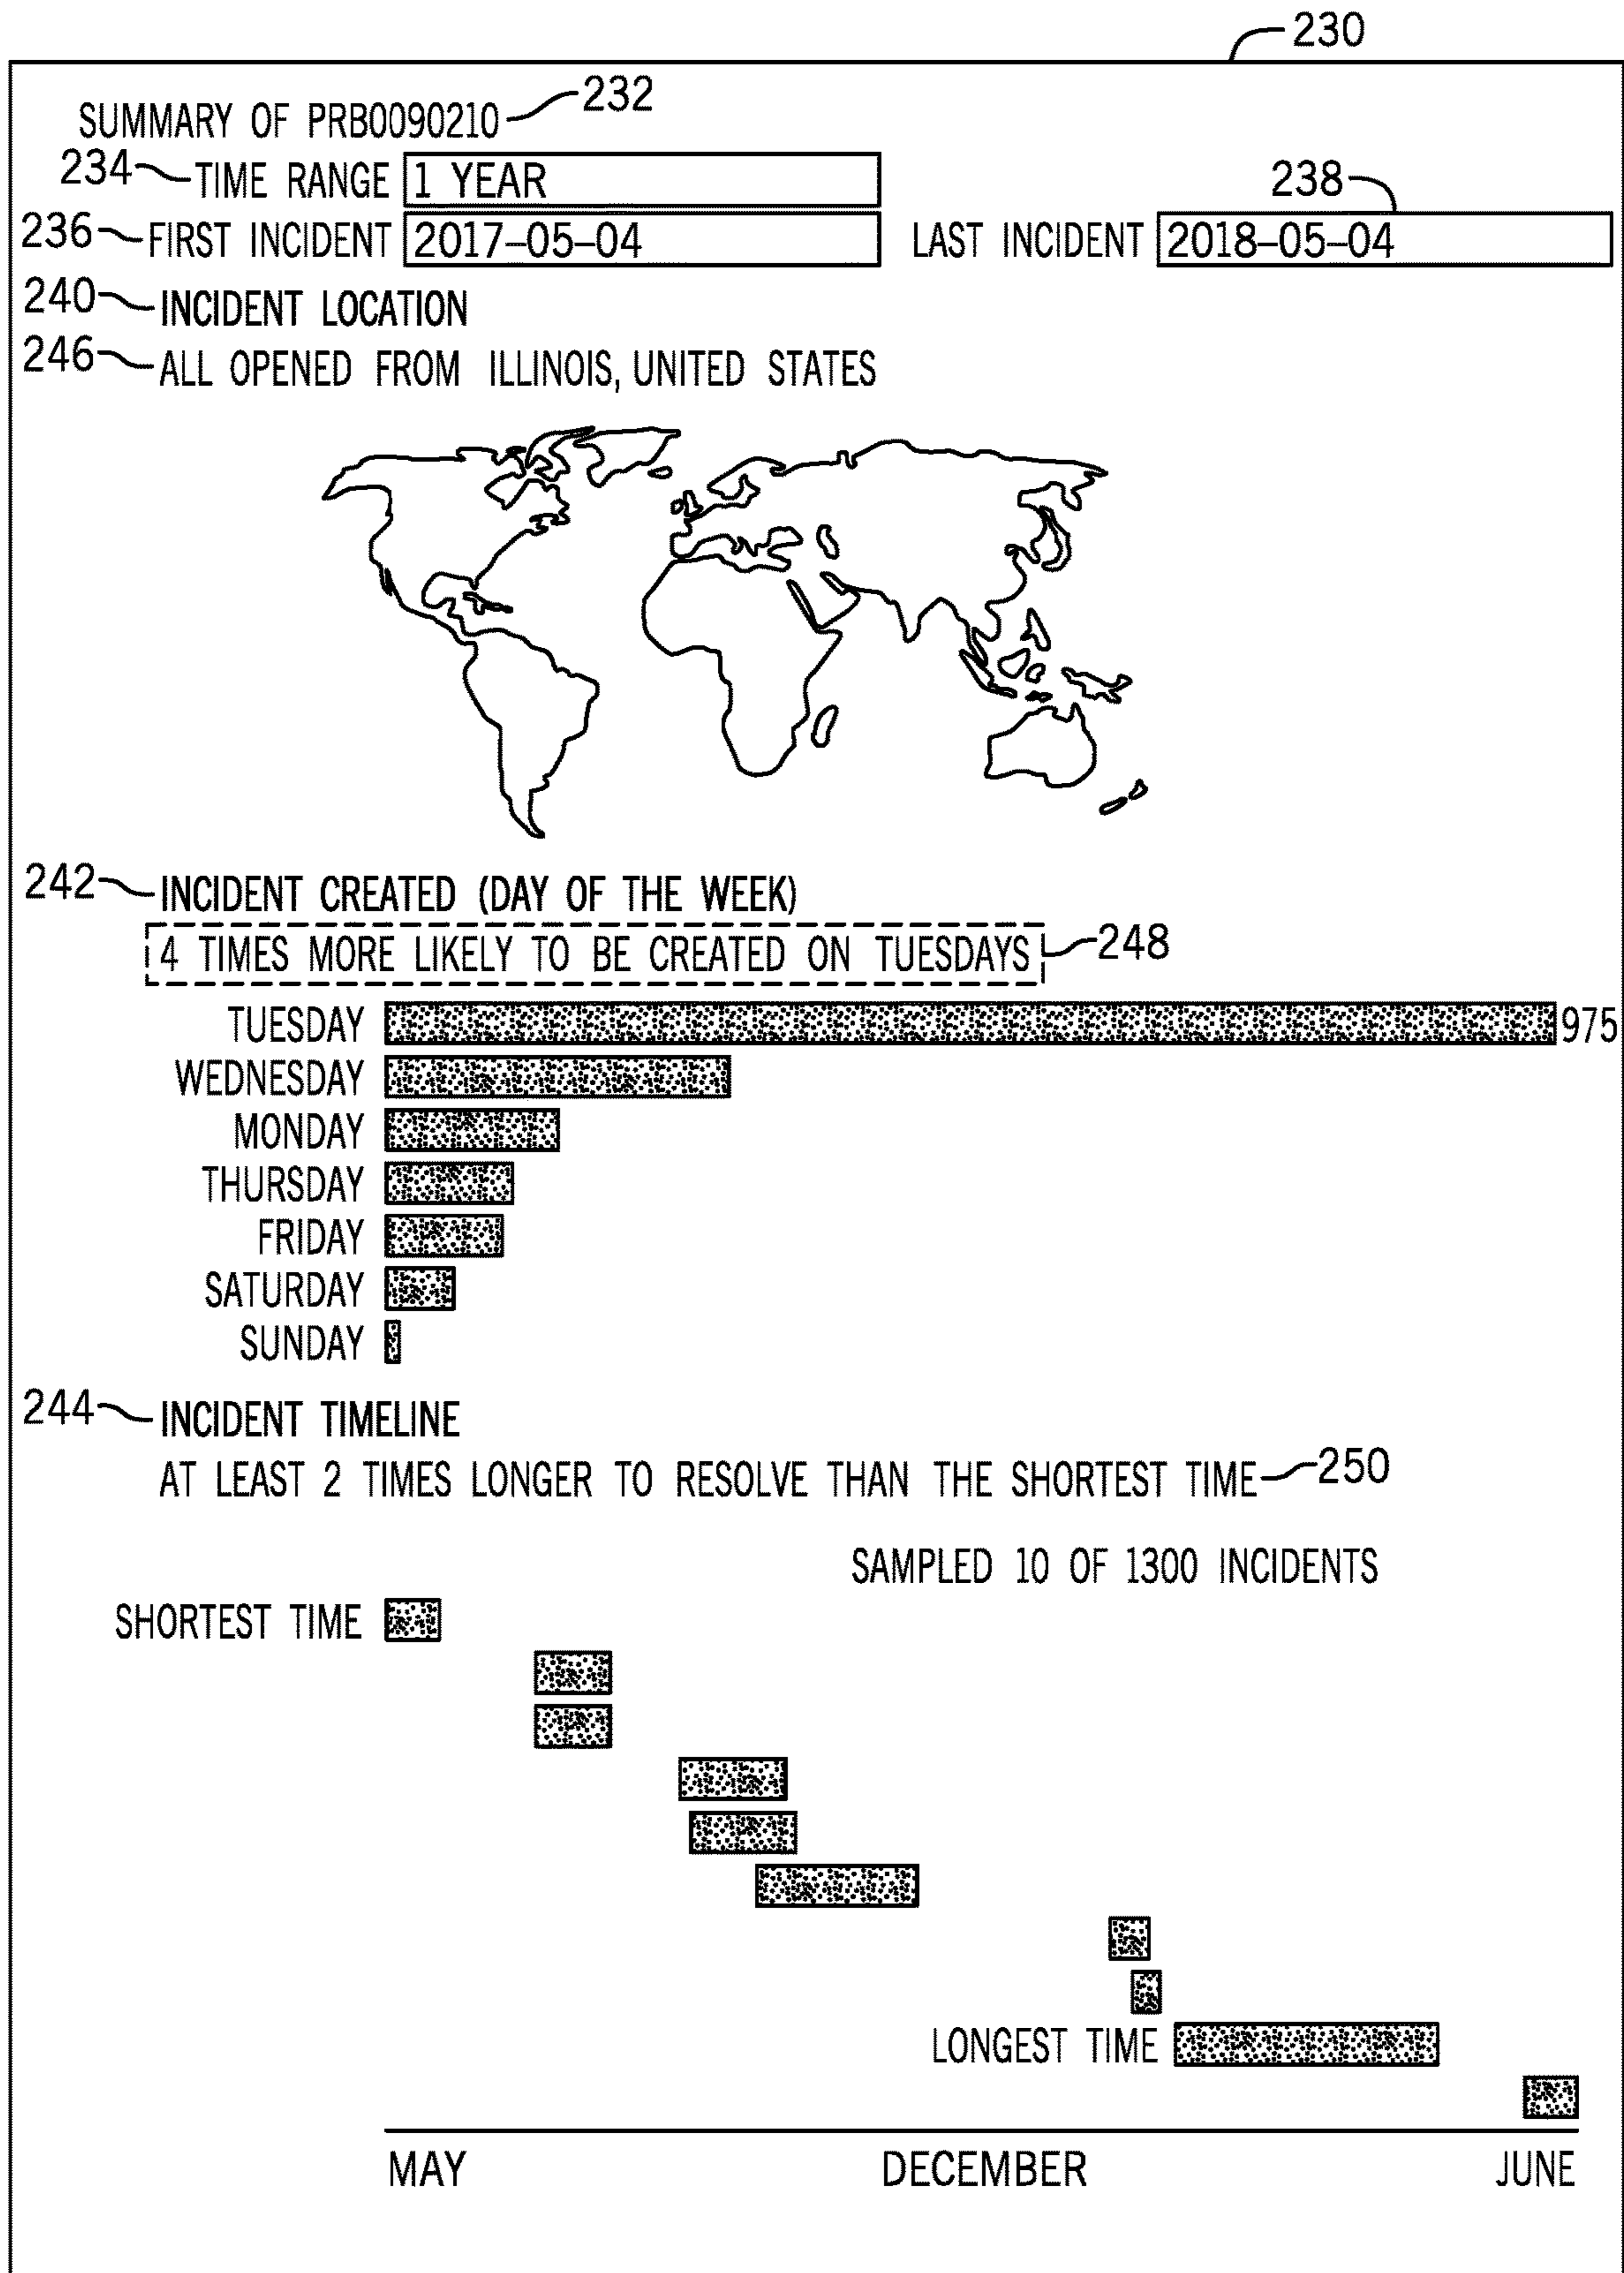 230
SUMMARY OF PRB0090210 232
234 TIME RANGE 1 YEAR
238
236 FIRST INCIDENT 2017-05-04 LAST INCIDENT 2018-05-04
240 INCIDENT LOCATION
246 ALL OPENED FROM ILLINOIS, UNITED STATES
242 INCIDENT CREATED (DAY OF THE WEEK)
4 TIMES MORE LIKELY TO BE CREATED ON TUESDAYS 248
TUESDAY 975
WEDNESDAY
MONDAY
THURSDAY
FRIDAY
SATURDAY
SUNDAY
244 INCIDENT TIMELINE
AT LEAST 2 TIMES LONGER TO RESOLVE THAN THE SHORTEST TIME 250
SAMPLED 10 OF 1300 INCIDENTS
SHORTEST TIME
LONGEST TIME
MAY DECEMBER JUNE